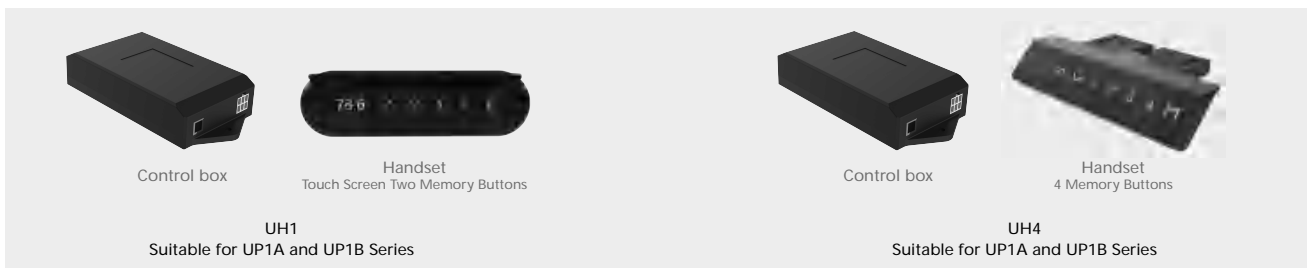 Control box
Handset
Touch Screen Two Memory Buttons
UH1
Suitable for UP1A and UP1B Series
Control box
Handset
4 Memory Buttons
UH4
Suitable for UP1A and UP1B Series